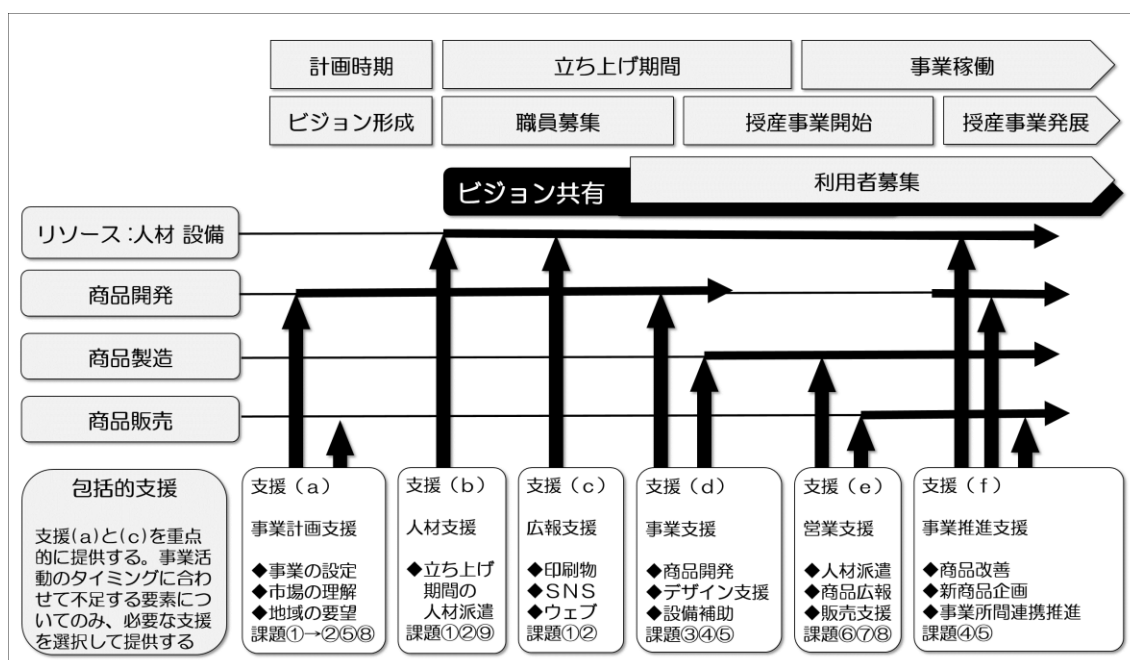 計画時期
立ち上げ期間
事業稼働
ビジョン形成
職員募集
授産事業開始
授産事業発展
ビジョン共有
利用者募集
リソース:人材 設備
商品開発
商品製造
商品販売
包括的支援
支援(a)と(c)を重点
的に提供する。事業活
動のタイミングに合わ
せて不足する要素につ
いてのみ、必要な支援
を選択して提供する
支援(a)
事業計画支援
◆事業の設定
◆市場の理解
◆地域の要望
課題①→②⑤⑧
支援(b)
人材支援
◆立ち上げ
期間の
人材派遣
課題①②⑨
支援(c)
広報支援
◆印刷物
◆SNS
◆ウェブ
課題①②
支援(d)
事業支援
◆商品開発
◆デザイン支援
◆設備補助
課題③④⑤
支援(e)
営業支援
◆人材派遣
◆商品広報
◆販売支援
課題⑥⑦⑧
支援(f)
事業推進支援
◆商品改善
◆新商品企画
◆事業所間連携推進
課題④⑤